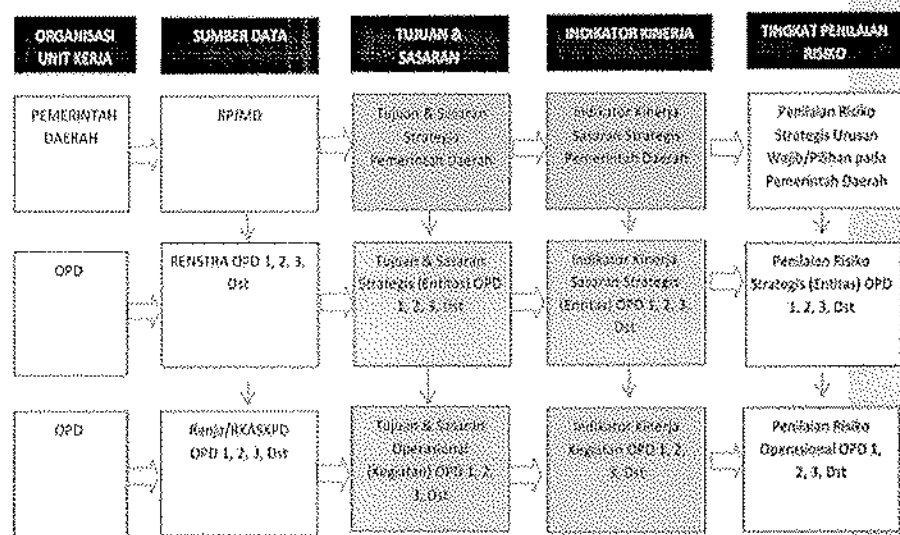 ORGANISASI
UNIT KERJA
SUMBER DATA
TUJUAN &
SASARAN
INDIKATOR KINERJA
TINGKAT PENILAIAN
RISIKO
PEMERINTAH
DAERAH
RPJMD
Tujuan & Sasaran
Strategis
Pemerintah Daerah
Indikator Kinerja
Sasaran Strategis
Pemerintah Daerah
Penilaian Risiko
Strategis Urusan
Wajib/Pilihan pada
Pemerintah Daerah
OPD
RENSTRA OPD 1, 2, 3,
Dst
Tujuan & Sasaran
Strategis (Entitas) OPD
1, 2, 3, Dst
Indikator Kinerja
Sasaran Strategis
(Entitas) OPD 1, 2, 3,
Dst
Penilaian Risiko
Strategis (Entitas) OPD
1, 2, 3, Dst
OPD
Renja/RKASKPD
OPD 1, 2, 3, Dst
Tujuan & Sasaran
Operasional
(Kegiatan) OPD 1, 2,
3, Dst
Indikator Kinerja
Kegiatan OPD 1, 2,
3, Dst
Penilaian Risiko
Operasional OPD 1,
2, 3, Dst